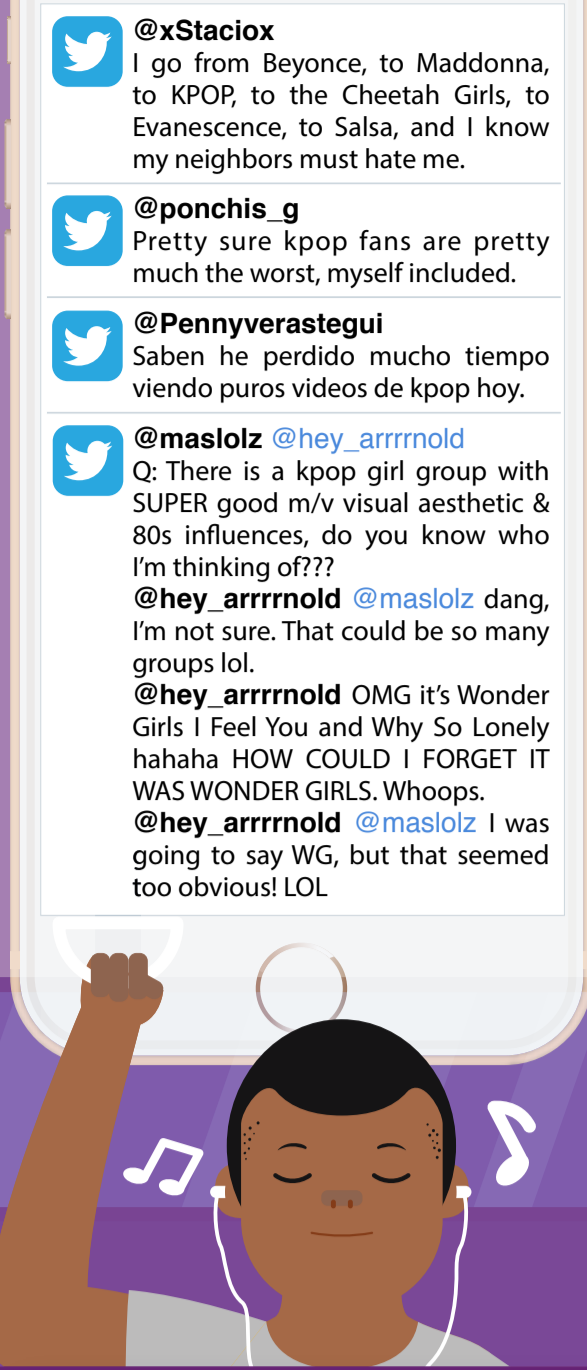 @xStaciox
I go from Beyonce, to Maddonna,
to KPOP, to the Cheetah Girls, to
Evanescence, to Salsa, and I know
my neighbors must hate me.
@ponchis_g
Pretty sure kpop fans are pretty
much the worst, myself included.
@Pennyverastegui
Saben he perdido mucho tiempo
viendo puros videos de kpop hoy.
@maslolz @hey_arrrrnold
Q: There is a kpop girl group with
SUPER good m/v visual aesthetic &
80s influences, do you know who
I'm thinking of???
@hey_arrrrnold @maslolz dang,
I'm not sure. That could be so many
groups lol.
@hey_arrrrnold OMG it's Wonder
Girls I Feel You and Why So Lonely
hahaha HOW COULD I FORGET IT
WAS WONDER GIRLS. Whoops.
@hey_arrrrnold @maslolz I was
going to say WG, but that seemed
too obvious! LOL